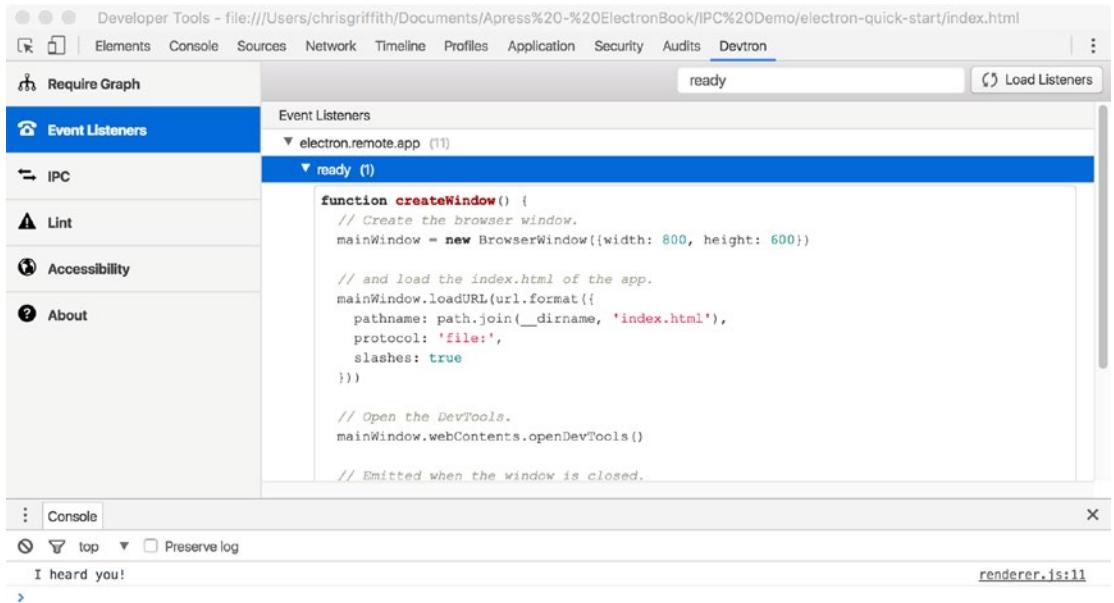 Developer Tools - file:///Users/chrisgriffith/Documents/Apress%20-%20ElectronBook/IPC%20Demo/electron-quick-start/index.html
Elements Console Sources Network Timeline Profiles Application Security Audits Devtron
Require Graph
Event Listeners
IPC
Lint
Accessibility
About
ready
Load Listeners
Event Listeners
electron.remote.app (11)
ready (1)
function createWindow() {
// Create the browser window.
mainWindow = new BrowserWindow({width: 800, height: 600})
// and load the index.html of the app.
mainWindow.loadURL(url.format({
pathname: path.join(__dirname, 'index.html'),
protocol: 'file:',
slashes: true
}))
// Open the DevTools.
mainWindow.webContents.openDevTools()
// Emitted when the window is closed.
Console
top Preserve log
I heard you! renderer.js:11
>